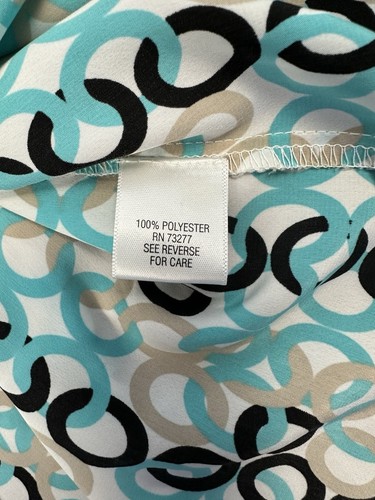 100% POLYESTER
RN 73277
SEE REVERSE
FOR CARE